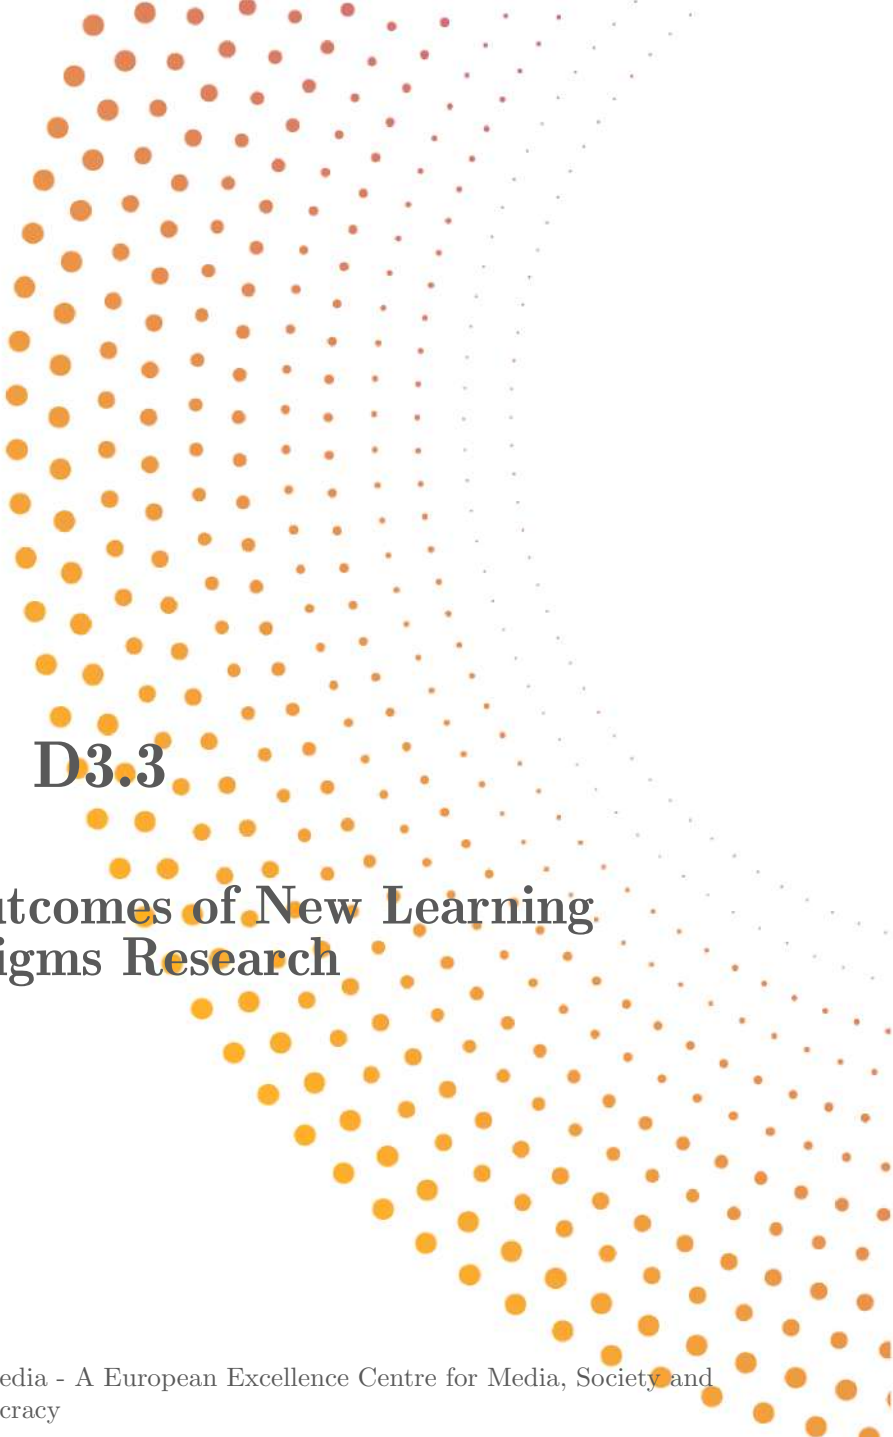 D3.3
utcomes of New Learning
igms Research
edia - A European Excellence Centre for Media, Society and
cracy